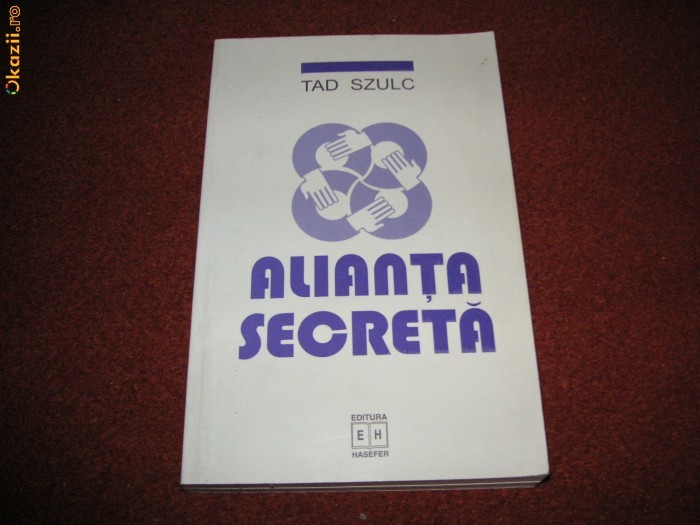 Okazii.ro
TAD SZULC
ALIANȚA
SECRETĂ
EDITURA
E H
HASEFER